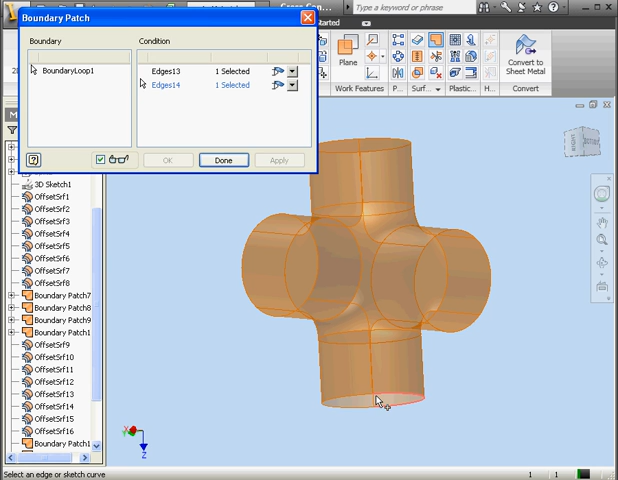 Boundary Patch
Boundary
Condition
BoundaryLoop1
Edges13
1 Selected
Edges14
1 Selected
OK
Done
Apply
Type a keyword or phrase
Started
Plane
Convert to
Sheet Metal
Work Features
P...
Surf...
Plastic...
H...
Convert
M
3D Sketch1
OffsetSrf1
OffsetSrf2
OffsetSrf3
OffsetSrf4
OffsetSrf5
OffsetSrf6
OffsetSrf7
OffsetSrf8
Boundary Patch7
Boundary Patch8
Boundary Patch9
Boundary Patch1
OffsetSrf9
OffsetSrf10
OffsetSrf11
OffsetSrf12
OffsetSrf13
OffsetSrf14
OffsetSrf15
OffsetSrf16
Boundary Patch1
Z
Select an edge or sketch curve
1
1